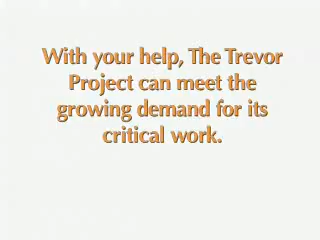 With your help, The Trevor
Project can meet the
growing demand for its
critical work.